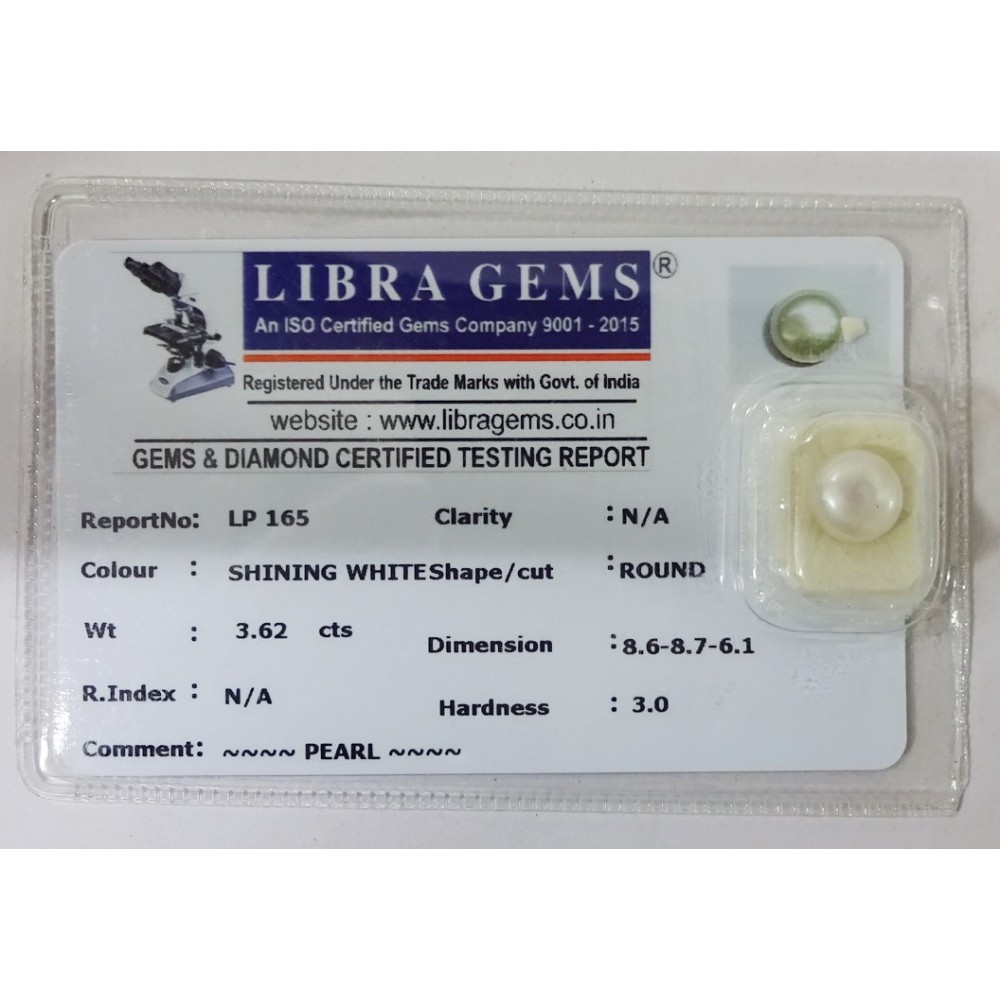 LIBRA GEMS ®
An ISO Certified Gems Company 9001 - 2015
Registered Under the Trade Marks with Govt. of India
website : www.libragems.co.in
GEMS & DIAMOND CERTIFIED TESTING REPORT
ReportNo: LP 165 Clarity : N/A
Colour : SHINING WHITE Shape/cut : ROUND
Wt : 3.62 cts Dimension : 8.6-8.7-6.1
R.Index : N/A Hardness : 3.0
Comment: ~~~~ PEARL ~~~~